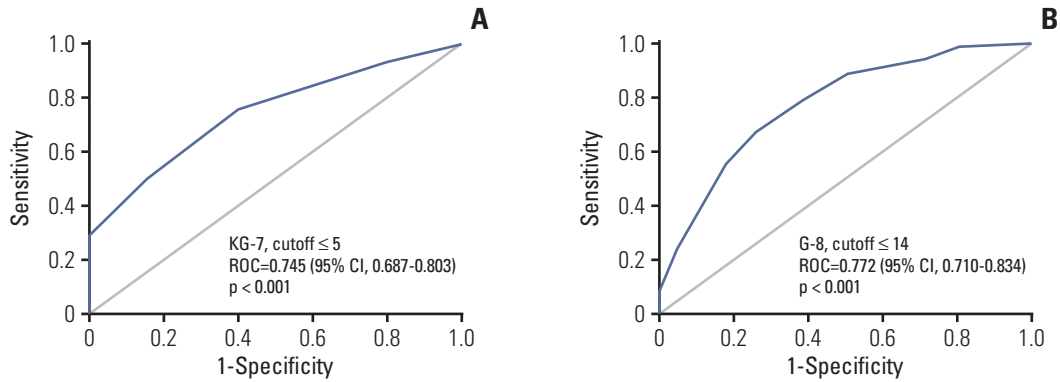 A
1.0
0.8
0.6
0.4
0.2
0
Sensitivity
KG-7, cutoff ≤ 5
ROC=0.745 (95% CI, 0.687-0.803)
p < 0.001
0 0.2 0.4 0.6 0.8 1.0
1-Specificity
B
1.0
0.8
0.6
0.4
0.2
0
Sensitivity
G-8, cutoff ≤ 14
ROC=0.772 (95% CI, 0.710-0.834)
p < 0.001
0 0.2 0.4 0.6 0.8 1.0
1-Specificity